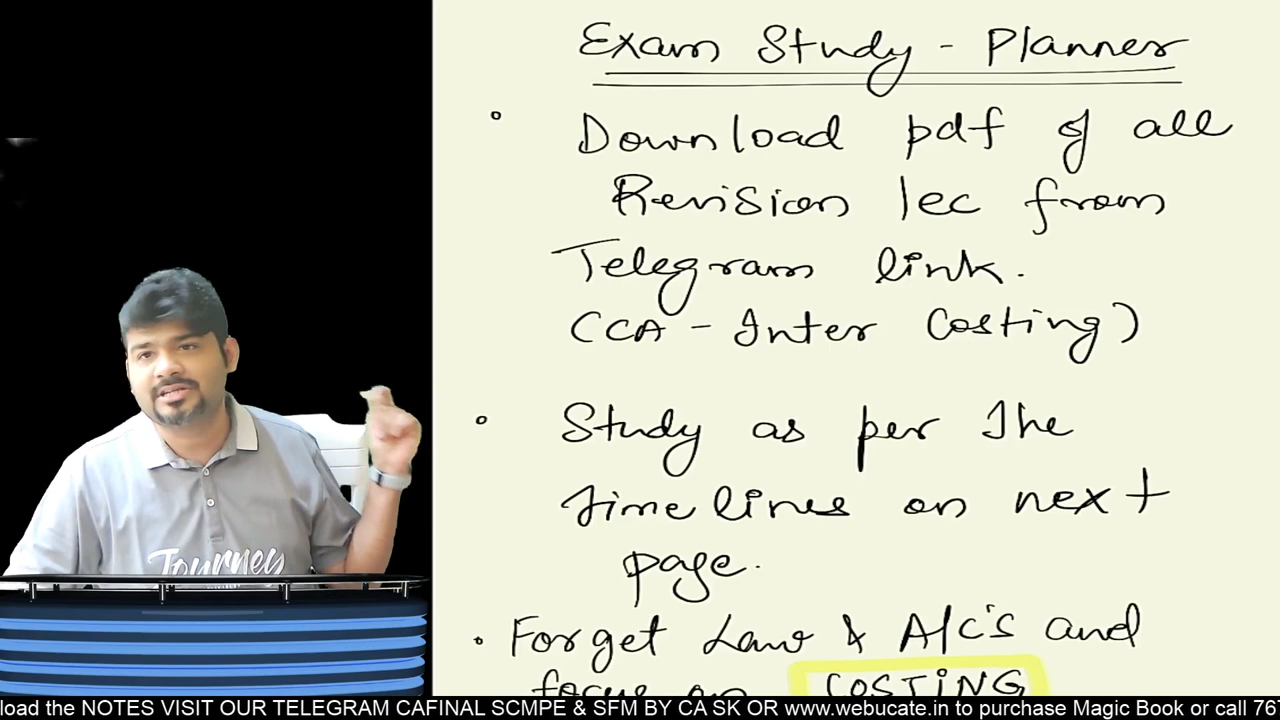 Exam Study - Planner
• Download pdf of all
Revision lec from
Telegram link.
(CA - Inter Costing)
• Study as per the
timelines on next
page.
• Forget Law & A/c's and
focus on COSTING
Journey
load the NOTES VISIT OUR TELEGRAM CAFINAL SCMPE & SFM BY CA SK OR www.webucate.in to purchase Magic Book or call 76